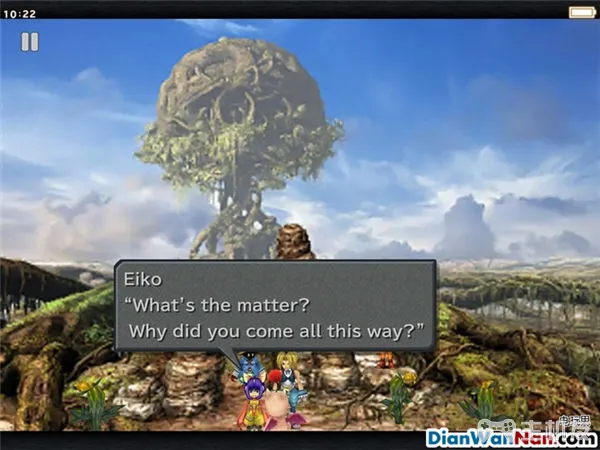 10:22
Eiko
“What's the matter?
Why did you come all this way?”
DianWanNan.com